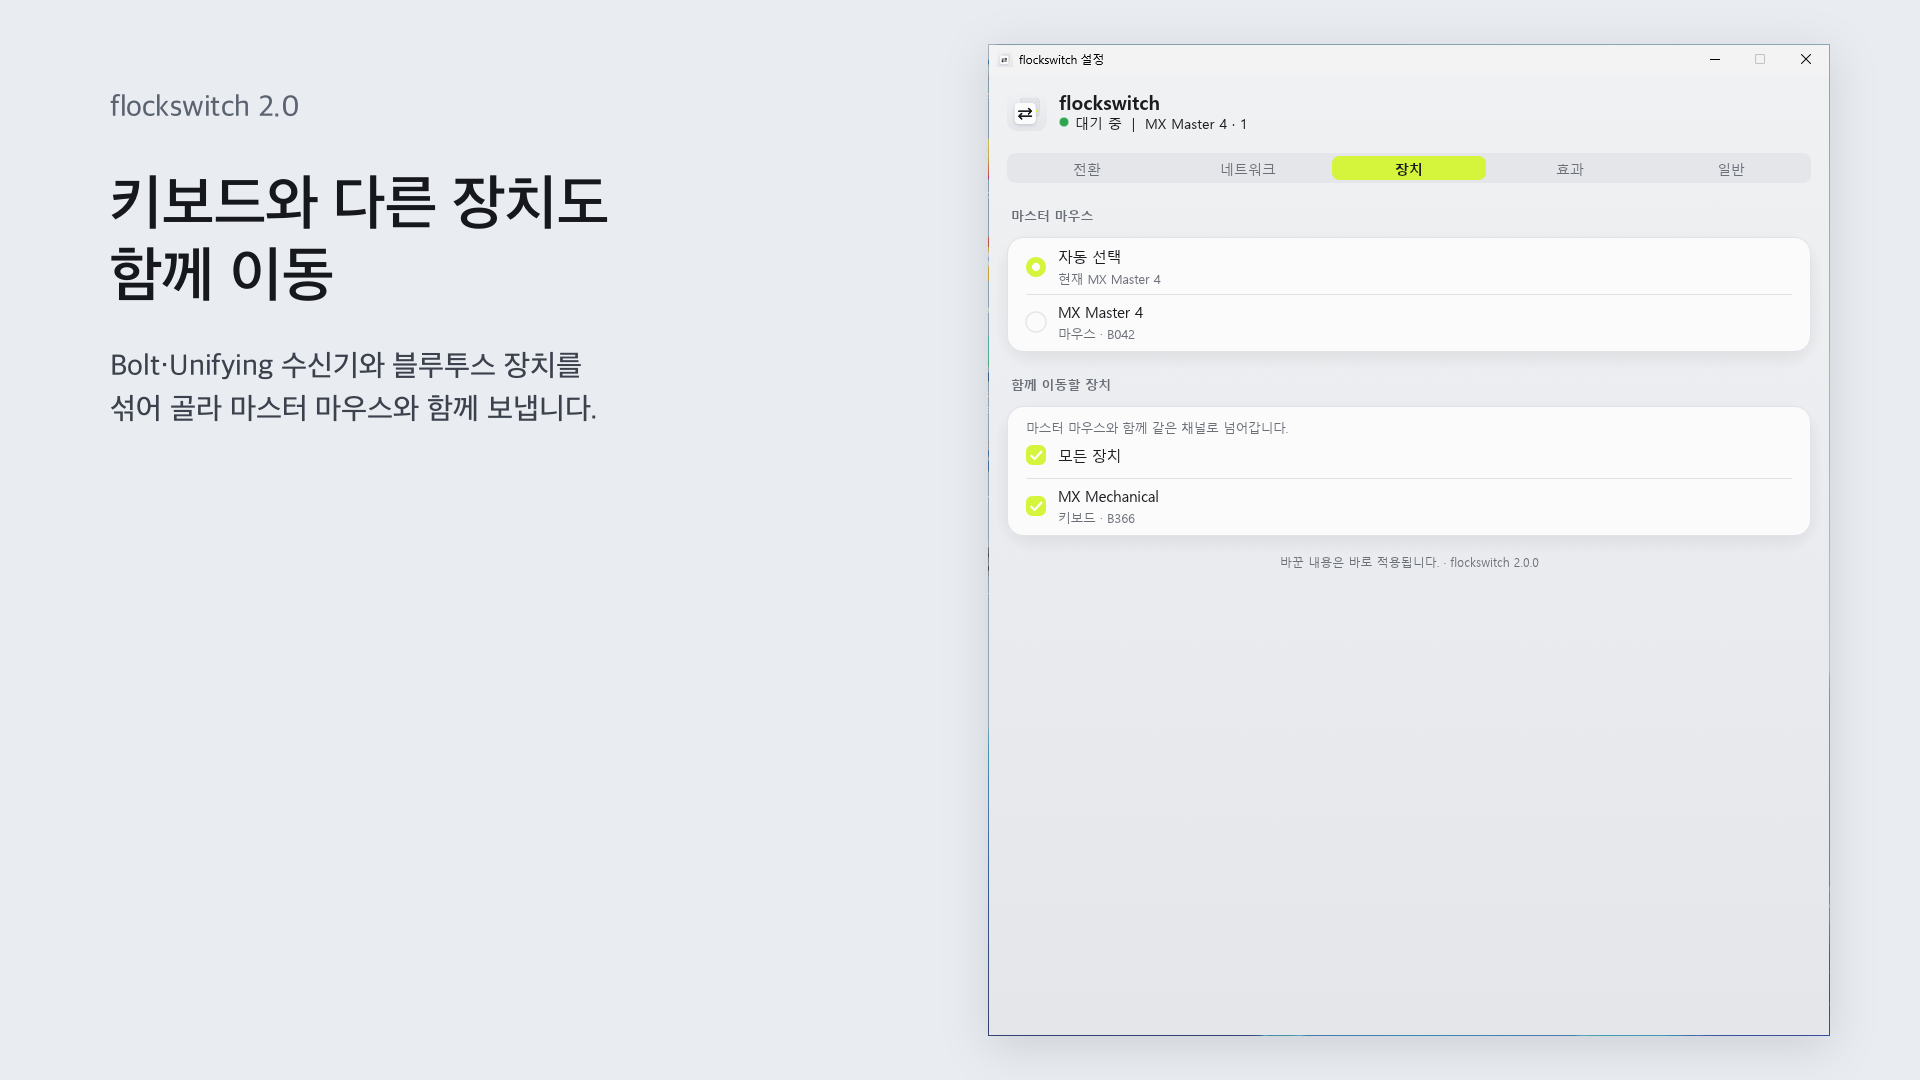 flockswitch 2.0
키보드와 다른 장치도
함께 이동
Bolt·Unifying 수신기와 블루투스 장치를
섞어 골라 마스터 마우스와 함께 보냅니다.
flockswitch 설정
flockswitch
대기 중 | MX Master 4 · 1
전환 네트워크 장치 효과 일반
마스터 마우스
자동 선택
현재 MX Master 4
MX Master 4
마우스 · B042
함께 이동할 장치
마스터 마우스와 함께 같은 채널로 넘어갑니다.
모든 장치
MX Mechanical
키보드 · B366
바꾼 내용은 바로 적용됩니다. · flockswitch 2.0.0